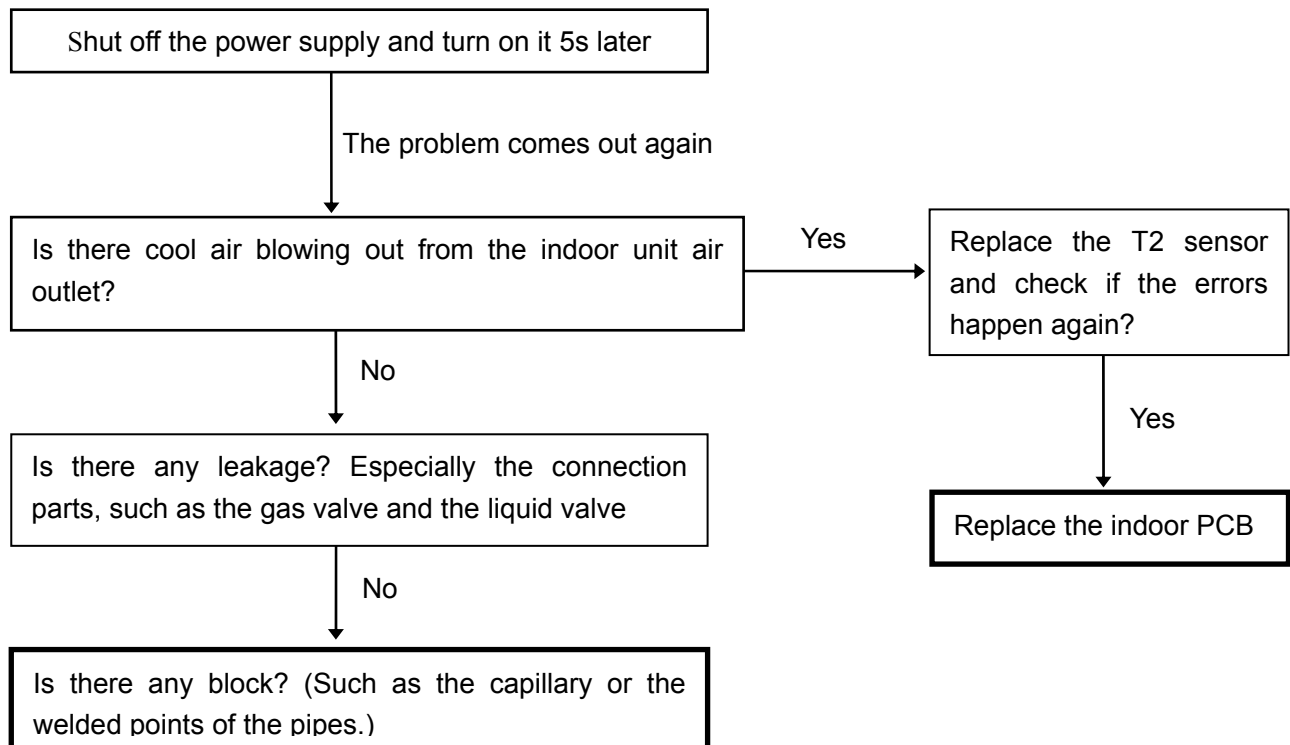 Shut off the power supply and turn on it 5s later
The problem comes out again
Is there cool air blowing out from the indoor unit air
outlet?
Yes
Replace the T2 sensor
and check if the errors
happen again?
No
Yes
Is there any leakage? Especially the connection
parts, such as the gas valve and the liquid valve
Replace the indoor PCB
No
Is there any block? (Such as the capillary or the
welded points of the pipes.)